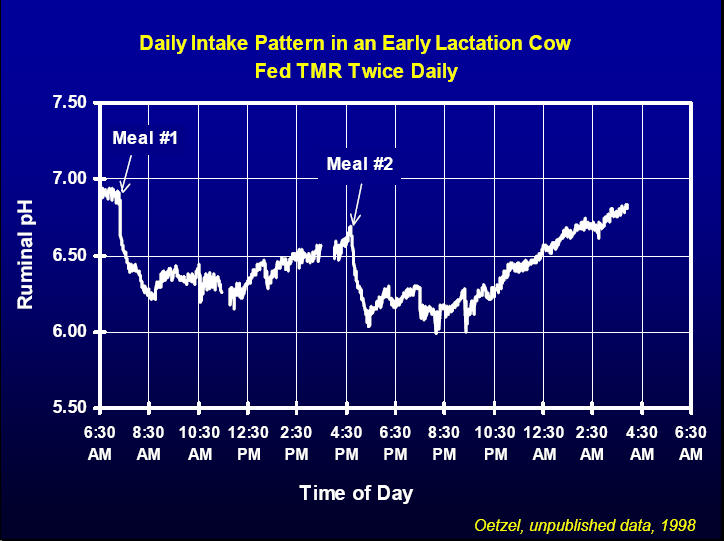 Daily Intake Pattern in an Early Lactation Cow
Fed TMR Twice Daily
7.50
Meal #1
Meal #2
7.00
6.50
6.00
5.50
Ruminal pH
6:30 8:30 10:30 12:30 2:30 4:30 6:30 8:30 10:30 12:30 2:30 4:30 6:30
AM AM AM PM PM PM PM PM PM AM AM AM AM
Time of Day
Oetzel, unpublished data, 1998